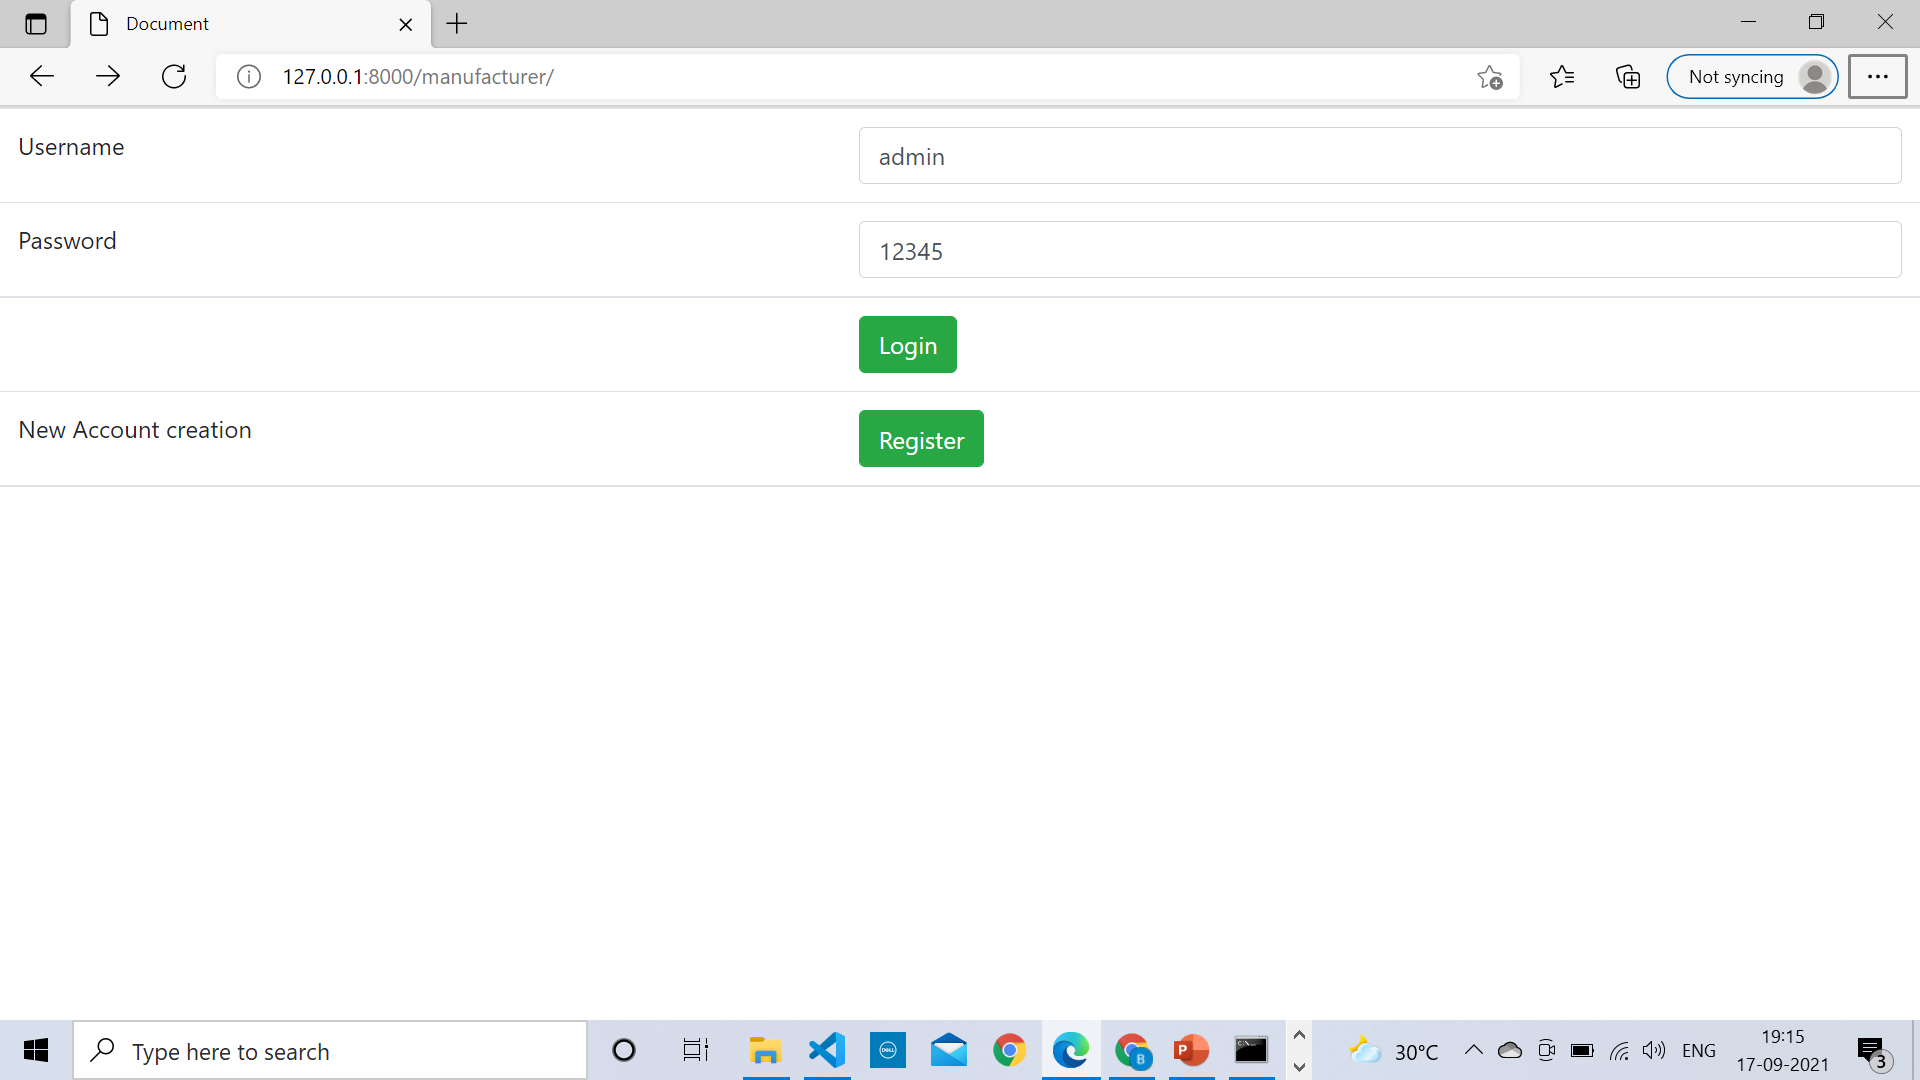 Document
127.0.0.1:8000/manufacturer/
Not syncing
Username
admin
Password
12345
Login
New Account creation
Register
Type here to search
DELL
B
P
C:\
30°C
ENG
19:15
17-09-2021
3